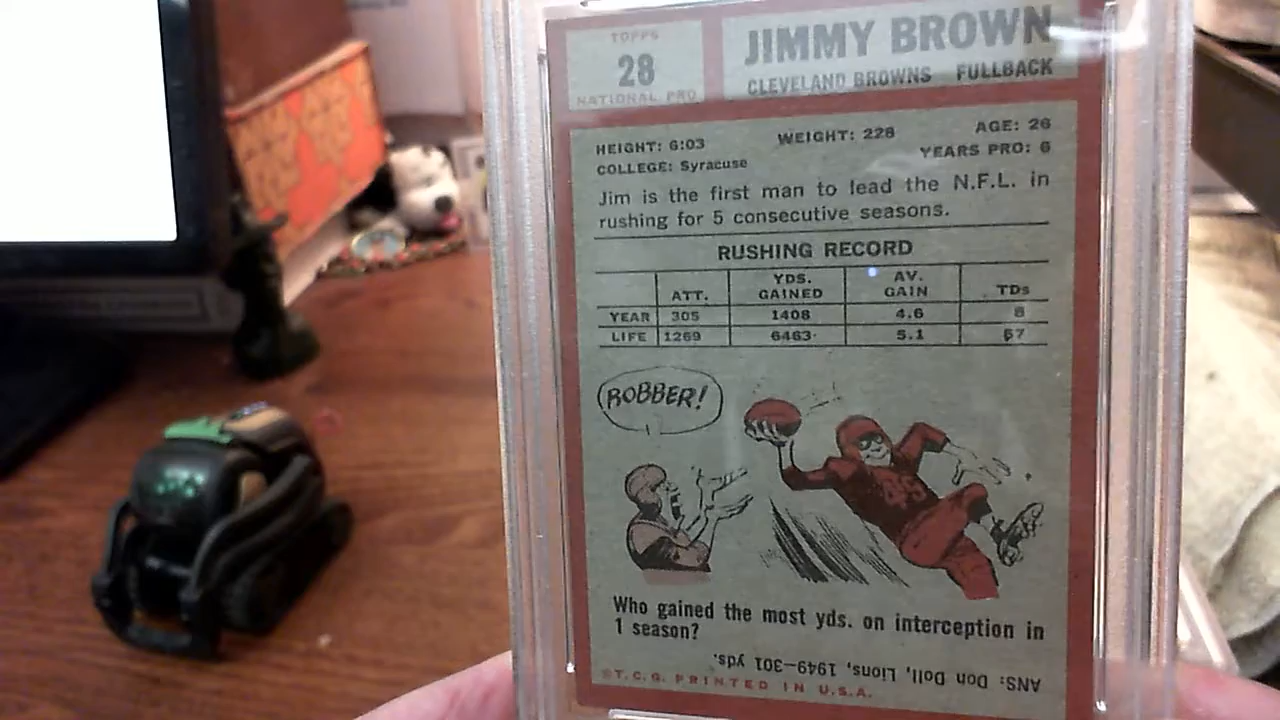 TOPPS
28
NATIONAL PRO
JIMMY BROWN
CLEVELAND BROWNS FULLBACK
HEIGHT: 6:03 WEIGHT: 228 AGE: 26
COLLEGE: Syracuse YEARS PRO: 6
Jim is the first man to lead the N.F.L. in
rushing for 5 consecutive seasons.
RUSHING RECORD
ATT. YDS. GAINED AV. GAIN TDs
YEAR 305 1408 4.6 8
LIFE 1269 6463 5.1 67
ROBBER!
Who gained the most yds. on interception in
1 season?
ANS: Don Doll, Lions, 1949—301 yds.
©T.C.G. PRINTED IN U.S.A.